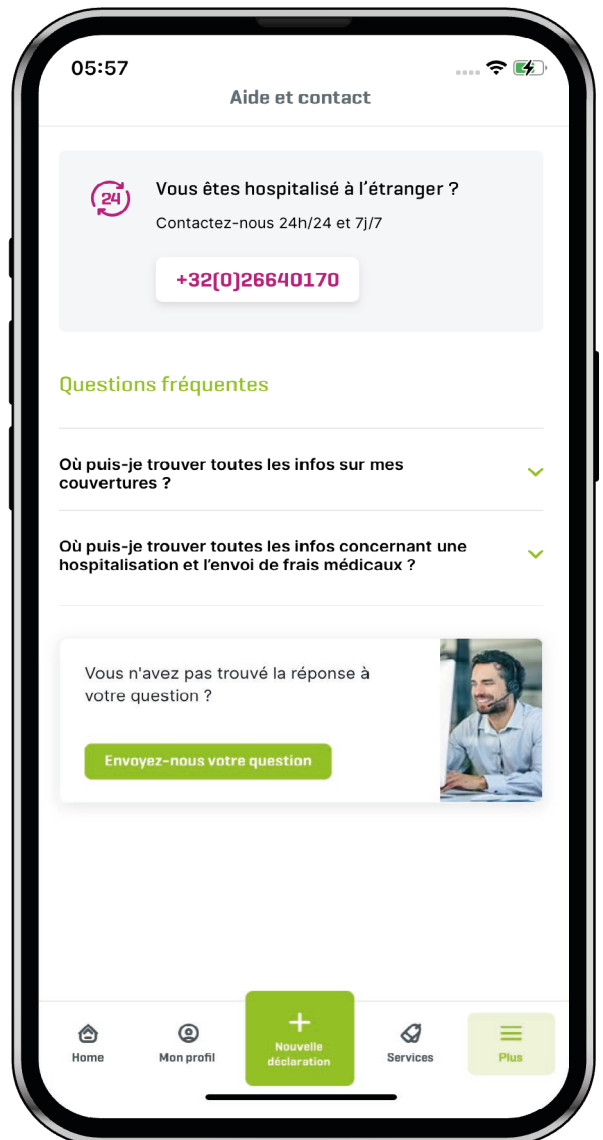 05:57
Aide et contact
24
Vous êtes hospitalisé à l'étranger ?
Contactez-nous 24h/24 et 7j/7
+32(0)26640170
Questions fréquentes
Où puis-je trouver toutes les infos sur mes
couvertures ?
Où puis-je trouver toutes les infos concernant une
hospitalisation et l'envoi de frais médicaux ?
Vous n'avez pas trouvé la réponse à
votre question ?
Envoyez-nous votre question
Home
Mon profil
Nouvelle
déclaration
Services
Plus